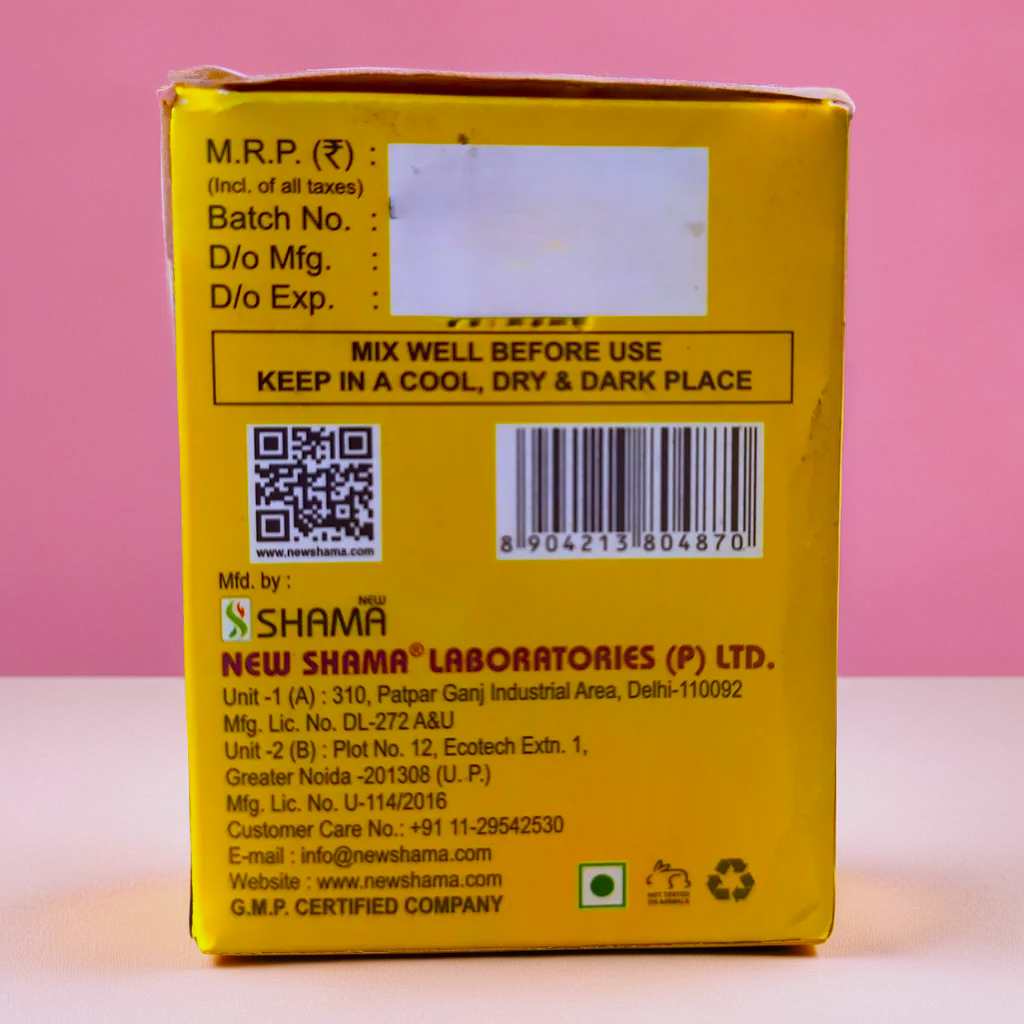 M.R.P. (₹) :
(Incl. of all taxes)
Batch No. :
D/o Mfg. :
D/o Exp. :
MIX WELL BEFORE USE
KEEP IN A COOL, DRY & DARK PLACE
www.newshama.com
8 904213 804870
Mfd. by :
NEW
SHAMA
NEW SHAMA® LABORATORIES (P) LTD.
Unit -1 (A) : 310, Patpar Ganj Industrial Area, Delhi-110092
Mfg. Lic. No. DL-272 A&U
Unit -2 (B) : Plot No. 12, Ecotech Extn. 1,
Greater Noida -201308 (U. P.)
Mfg. Lic. No. U-114/2016
Customer Care No.: +91 11-29542530
E-mail : info@newshama.com
Website : www.newshama.com
G.M.P. CERTIFIED COMPANY
NOT TESTED
ON ANIMALS